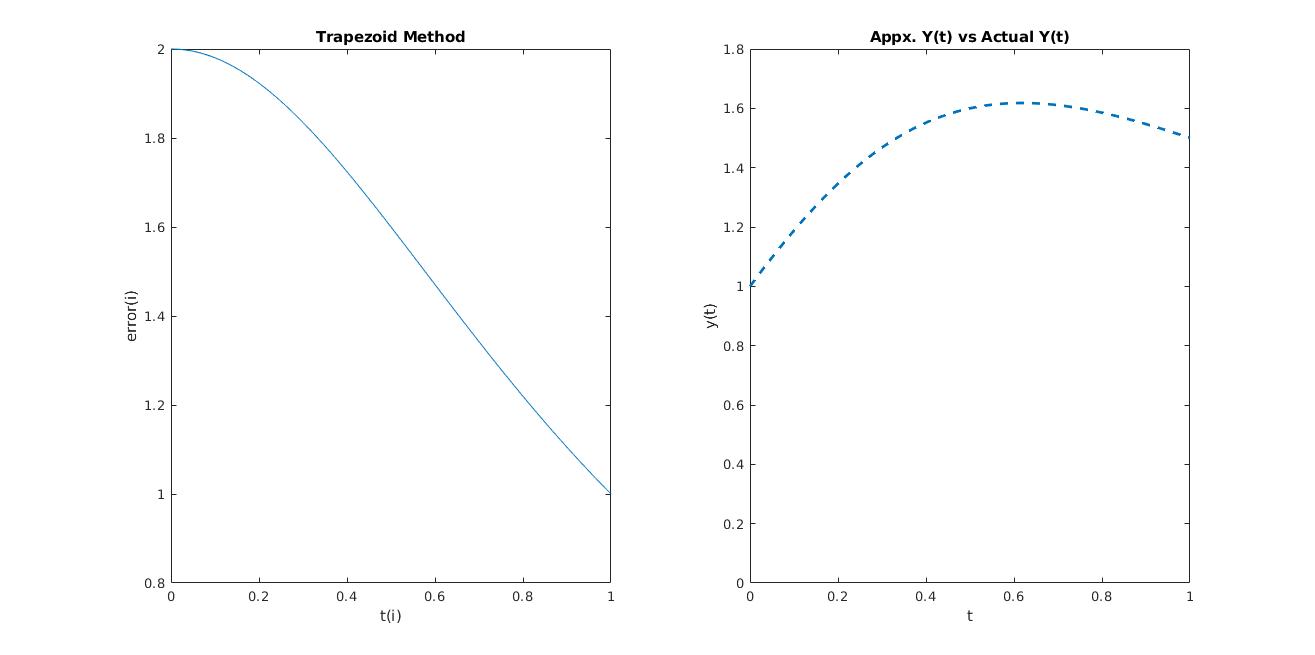 Trapezoid Method
2
1.8
1.6
1.4
1.2
1
0.8
error(i)
0 0.2 0.4 0.6 0.8 1
t(i)
Appx. Y(t) vs Actual Y(t)
1.8
1.6
1.4
1.2
1
0.8
0.6
0.4
0.2
0
y(t)
0 0.2 0.4 0.6 0.8 1
t